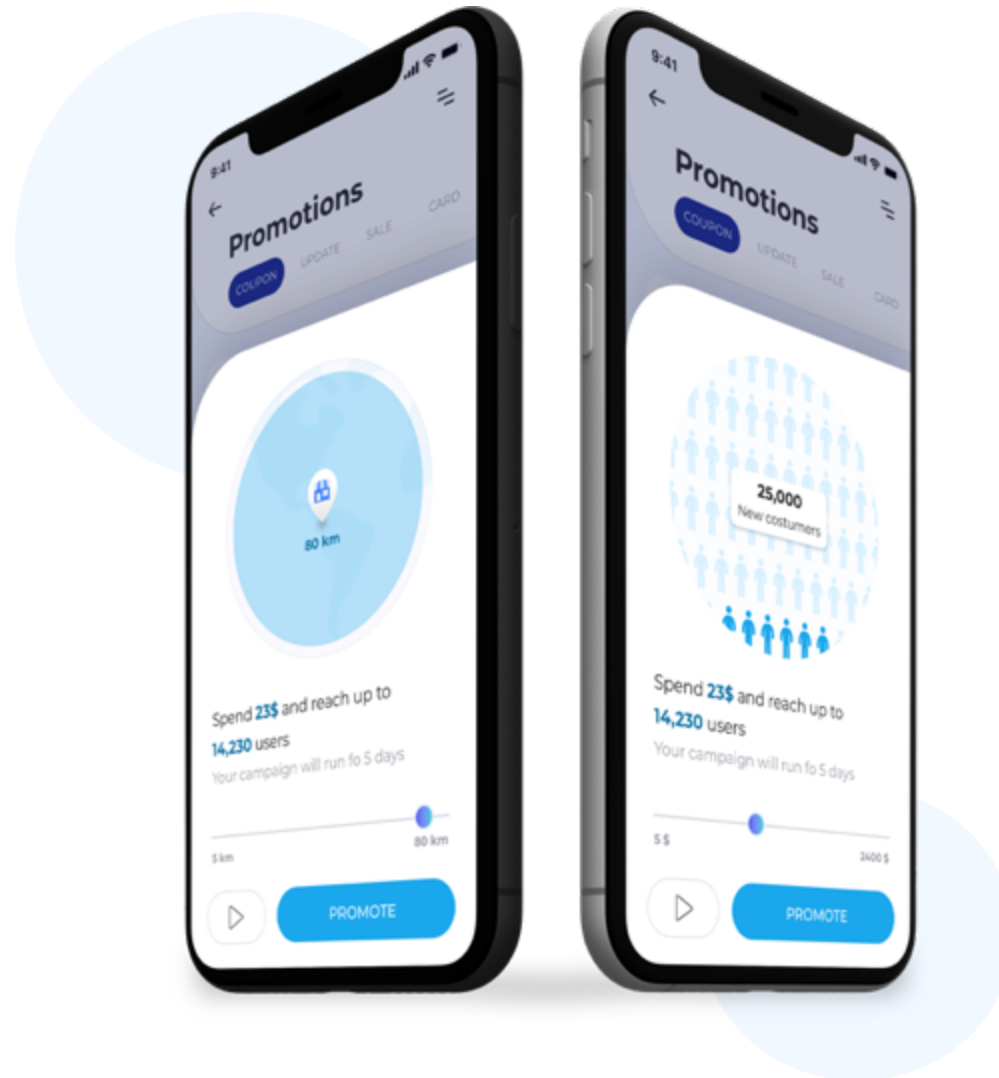 9:41
Promotions
COUPON UPDATE SALE CARD
80 km
Spend 23$ and reach up to
14,230 users
Your campaign will run fo 5 days
5 km 80 km
PROMOTE
9:41
Promotions
COUPON UPDATE SALE CARD
25,000
New costumers
Spend 23$ and reach up to
14,230 users
Your campaign will run fo 5 days
5 $ 2400 $
PROMOTE